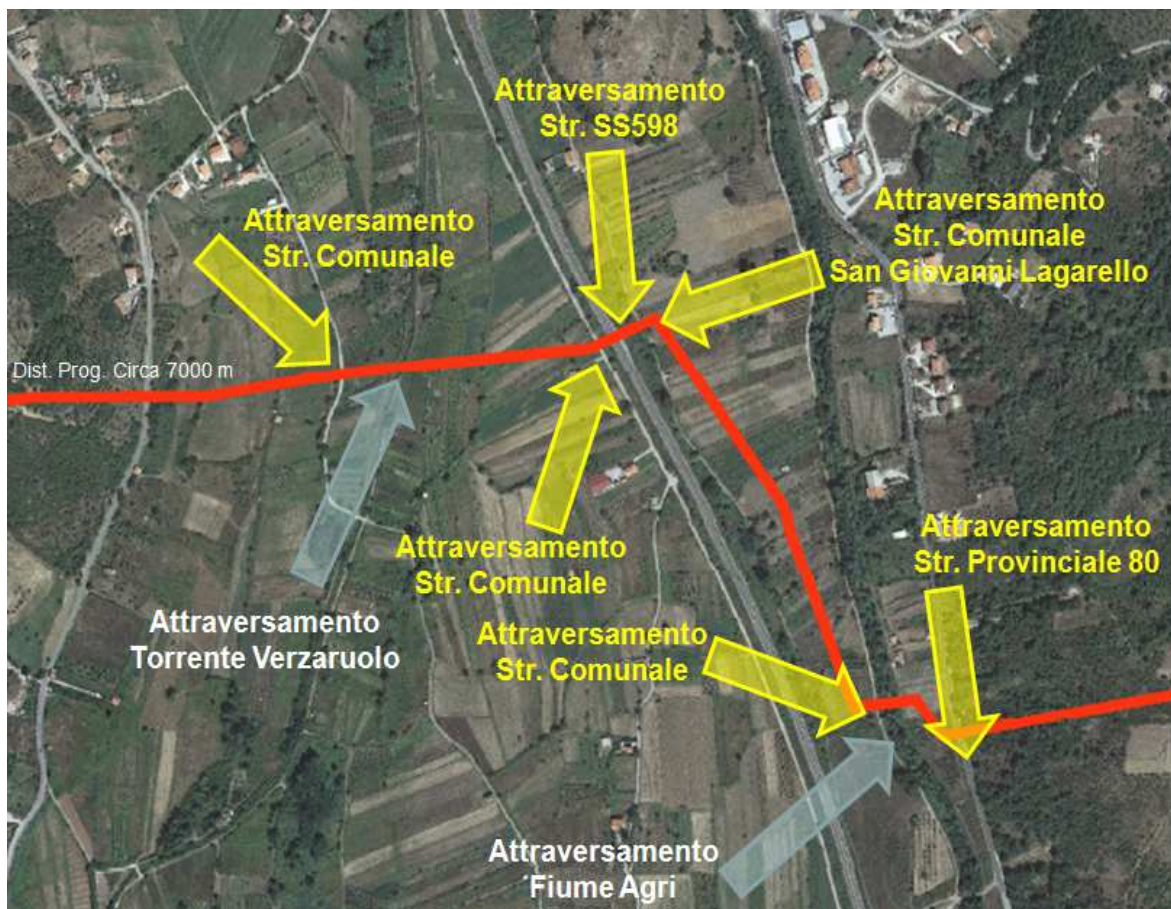 Attraversamento
Str. SS598
Attraversamento
Str. Comunale
Attraversamento
Str. Comunale
San Giovanni Lagarello
Dist. Prog. Circa 7000 m
Attraversamento
Str. Comunale
Attraversamento
Str. Provinciale 80
Attraversamento
Torrente Verzaruolo
Attraversamento
Str. Comunale
Attraversamento
Fiume Agri